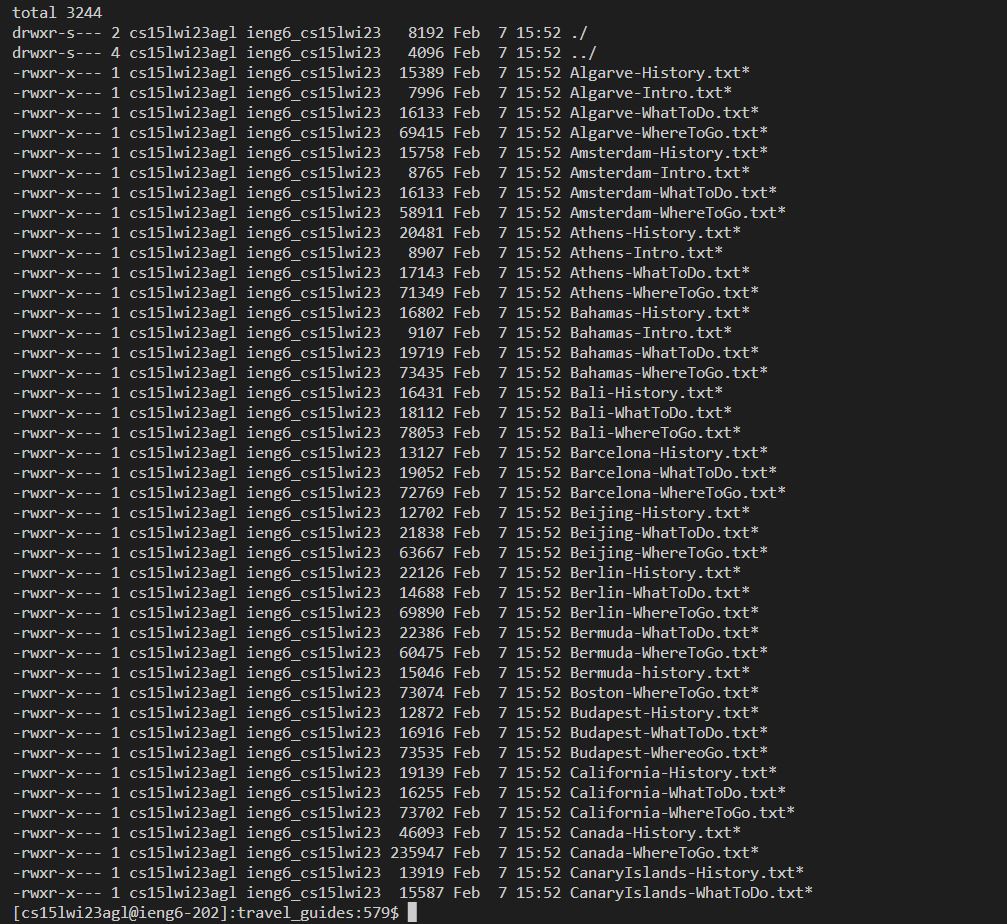 total 3244
drwxr-s--- 2 cs15lwi23agl ieng6_cs15lwi23   8192 Feb  7 15:52 ./
drwxr-s--- 4 cs15lwi23agl ieng6_cs15lwi23   4096 Feb  7 15:52 ../
-rwxr-x--- 1 cs15lwi23agl ieng6_cs15lwi23  15389 Feb  7 15:52 Algarve-History.txt*
-rwxr-x--- 1 cs15lwi23agl ieng6_cs15lwi23   7996 Feb  7 15:52 Algarve-Intro.txt*
-rwxr-x--- 1 cs15lwi23agl ieng6_cs15lwi23  16133 Feb  7 15:52 Algarve-WhatToDo.txt*
-rwxr-x--- 1 cs15lwi23agl ieng6_cs15lwi23  69415 Feb  7 15:52 Algarve-WhereToGo.txt*
-rwxr-x--- 1 cs15lwi23agl ieng6_cs15lwi23  15758 Feb  7 15:52 Amsterdam-History.txt*
-rwxr-x--- 1 cs15lwi23agl ieng6_cs15lwi23   8765 Feb  7 15:52 Amsterdam-Intro.txt*
-rwxr-x--- 1 cs15lwi23agl ieng6_cs15lwi23  16133 Feb  7 15:52 Amsterdam-WhatToDo.txt*
-rwxr-x--- 1 cs15lwi23agl ieng6_cs15lwi23  58911 Feb  7 15:52 Amsterdam-WhereToGo.txt*
-rwxr-x--- 1 cs15lwi23agl ieng6_cs15lwi23  20481 Feb  7 15:52 Athens-History.txt*
-rwxr-x--- 1 cs15lwi23agl ieng6_cs15lwi23   8907 Feb  7 15:52 Athens-Intro.txt*
-rwxr-x--- 1 cs15lwi23agl ieng6_cs15lwi23  17143 Feb  7 15:52 Athens-WhatToDo.txt*
-rwxr-x--- 1 cs15lwi23agl ieng6_cs15lwi23  71349 Feb  7 15:52 Athens-WhereToGo.txt*
-rwxr-x--- 1 cs15lwi23agl ieng6_cs15lwi23  16802 Feb  7 15:52 Bahamas-History.txt*
-rwxr-x--- 1 cs15lwi23agl ieng6_cs15lwi23   9107 Feb  7 15:52 Bahamas-Intro.txt*
-rwxr-x--- 1 cs15lwi23agl ieng6_cs15lwi23  19719 Feb  7 15:52 Bahamas-WhatToDo.txt*
-rwxr-x--- 1 cs15lwi23agl ieng6_cs15lwi23  73435 Feb  7 15:52 Bahamas-WhereToGo.txt*
-rwxr-x--- 1 cs15lwi23agl ieng6_cs15lwi23  16431 Feb  7 15:52 Bali-History.txt*
-rwxr-x--- 1 cs15lwi23agl ieng6_cs15lwi23  18112 Feb  7 15:52 Bali-WhatToDo.txt*
-rwxr-x--- 1 cs15lwi23agl ieng6_cs15lwi23  78053 Feb  7 15:52 Bali-WhereToGo.txt*
-rwxr-x--- 1 cs15lwi23agl ieng6_cs15lwi23  13127 Feb  7 15:52 Barcelona-History.txt*
-rwxr-x--- 1 cs15lwi23agl ieng6_cs15lwi23  19052 Feb  7 15:52 Barcelona-WhatToDo.txt*
-rwxr-x--- 1 cs15lwi23agl ieng6_cs15lwi23  72769 Feb  7 15:52 Barcelona-WhereToGo.txt*
-rwxr-x--- 1 cs15lwi23agl ieng6_cs15lwi23  12702 Feb  7 15:52 Beijing-History.txt*
-rwxr-x--- 1 cs15lwi23agl ieng6_cs15lwi23  21838 Feb  7 15:52 Beijing-WhatToDo.txt*
-rwxr-x--- 1 cs15lwi23agl ieng6_cs15lwi23  63667 Feb  7 15:52 Beijing-WhereToGo.txt*
-rwxr-x--- 1 cs15lwi23agl ieng6_cs15lwi23  22126 Feb  7 15:52 Berlin-History.txt*
-rwxr-x--- 1 cs15lwi23agl ieng6_cs15lwi23  14688 Feb  7 15:52 Berlin-WhatToDo.txt*
-rwxr-x--- 1 cs15lwi23agl ieng6_cs15lwi23  69890 Feb  7 15:52 Berlin-WhereToGo.txt*
-rwxr-x--- 1 cs15lwi23agl ieng6_cs15lwi23  22386 Feb  7 15:52 Bermuda-WhatToDo.txt*
-rwxr-x--- 1 cs15lwi23agl ieng6_cs15lwi23  60475 Feb  7 15:52 Bermuda-WhereToGo.txt*
-rwxr-x--- 1 cs15lwi23agl ieng6_cs15lwi23  15046 Feb  7 15:52 Bermuda-history.txt*
-rwxr-x--- 1 cs15lwi23agl ieng6_cs15lwi23  73074 Feb  7 15:52 Boston-WhereToGo.txt*
-rwxr-x--- 1 cs15lwi23agl ieng6_cs15lwi23  12872 Feb  7 15:52 Budapest-History.txt*
-rwxr-x--- 1 cs15lwi23agl ieng6_cs15lwi23  16916 Feb  7 15:52 Budapest-WhatToDo.txt*
-rwxr-x--- 1 cs15lwi23agl ieng6_cs15lwi23  73535 Feb  7 15:52 Budapest-WhereoGo.txt*
-rwxr-x--- 1 cs15lwi23agl ieng6_cs15lwi23  19139 Feb  7 15:52 California-History.txt*
-rwxr-x--- 1 cs15lwi23agl ieng6_cs15lwi23  16255 Feb  7 15:52 California-WhatToDo.txt*
-rwxr-x--- 1 cs15lwi23agl ieng6_cs15lwi23  73702 Feb  7 15:52 California-WhereToGo.txt*
-rwxr-x--- 1 cs15lwi23agl ieng6_cs15lwi23  46093 Feb  7 15:52 Canada-History.txt*
-rwxr-x--- 1 cs15lwi23agl ieng6_cs15lwi23 235947 Feb  7 15:52 Canada-WhereToGo.txt*
-rwxr-x--- 1 cs15lwi23agl ieng6_cs15lwi23  13919 Feb  7 15:52 CanaryIslands-History.txt*
-rwxr-x--- 1 cs15lwi23agl ieng6_cs15lwi23  15587 Feb  7 15:52 CanaryIslands-WhatToDo.txt*
[cs15lwi23agl@ieng6-202]:travel_guides:579$